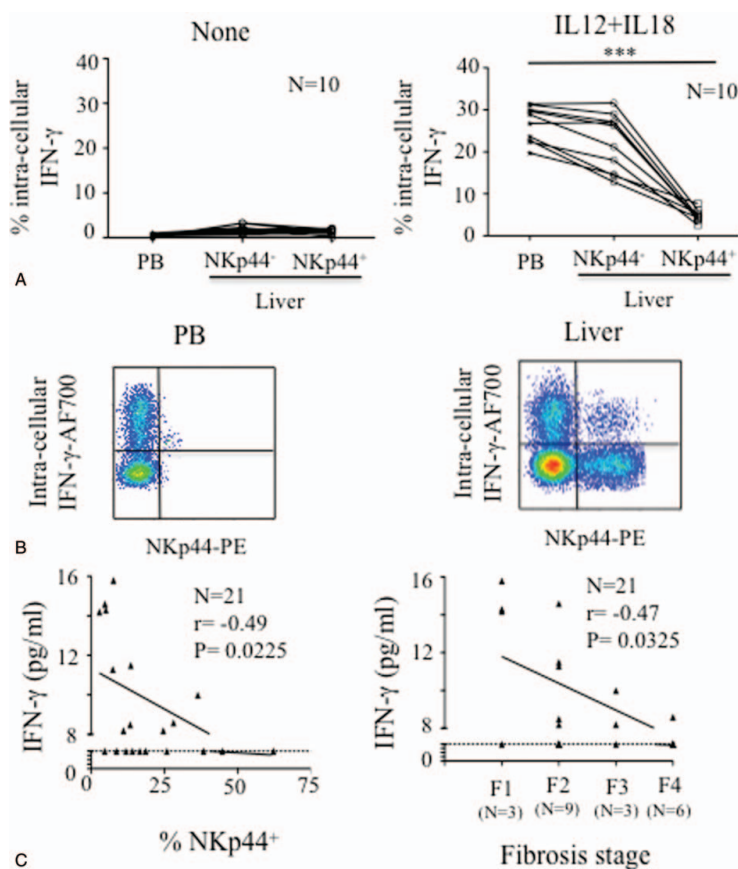 None
% intra-cellular
IFN-γ
40
30
20
10
0
N=10
PB
NKp44⁻
NKp44⁺
Liver
IL12+IL18
***
% intra-cellular
IFN-γ
40
30
20
10
0
N=10
PB
NKp44⁻
NKp44⁺
Liver
A
PB
Intra-cellular
IFN-γ-AF700
NKp44-PE
Liver
Intra-cellular
IFN-γ-AF700
NKp44-PE
B
IFN-γ (pg/ml)
16
12
8
0
N=21
r= -0.49
P= 0.0225
0
25
50
75
% NKp44⁺
IFN-γ (pg/ml)
16
12
8
0
N=21
r= -0.47
P= 0.0325
F1
F2
F3
F4
(N=3)
(N=9)
(N=3)
(N=6)
Fibrosis stage
C